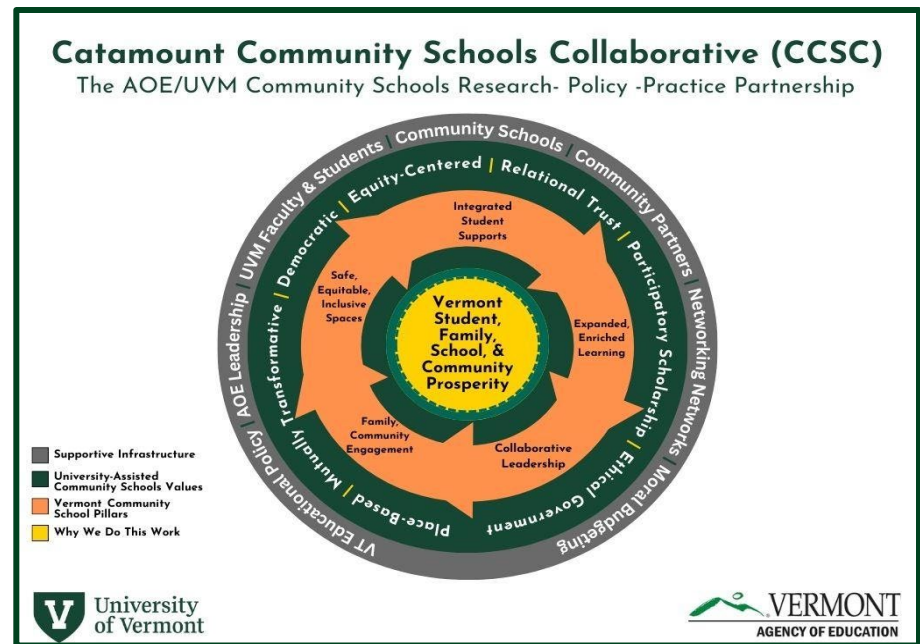 Catamount Community Schools Collaborative (CCSC)
The AOE/UVM Community Schools Research- Policy -Practice Partnership
VT Educational Policy | AOE Leadership | UVM Faculty & Students | Community Schools | Community Partners | Networking Networks | Moral Budgeting
Place-Based | Mutually Transformative | Democratic | Equity-Centered | Relational Trust | Participatory Scholarship | Ethical Government
Integrated
Student
Supports
Safe,
Equitable,
Inclusive
Spaces
Expanded,
Enriched
Learning
Family,
Community
Engagement
Collaborative
Leadership
Vermont
Student,
Family,
School, &
Community
Prosperity
Supportive Infrastructure
University-Assisted
Community Schools Values
Vermont Community
School Pillars
Why We Do This Work
V
University
of Vermont
VERMONT
AGENCY OF EDUCATION